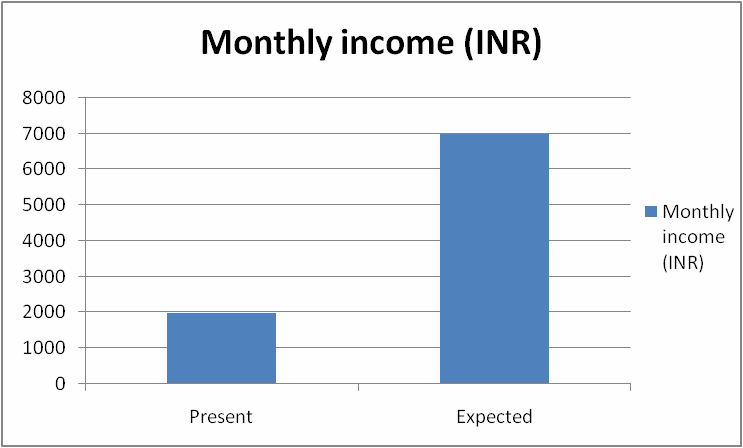 Monthly income (INR)
8000
7000
6000
5000
4000
3000
2000
1000
0
Present
Expected
Monthly
income
(INR)